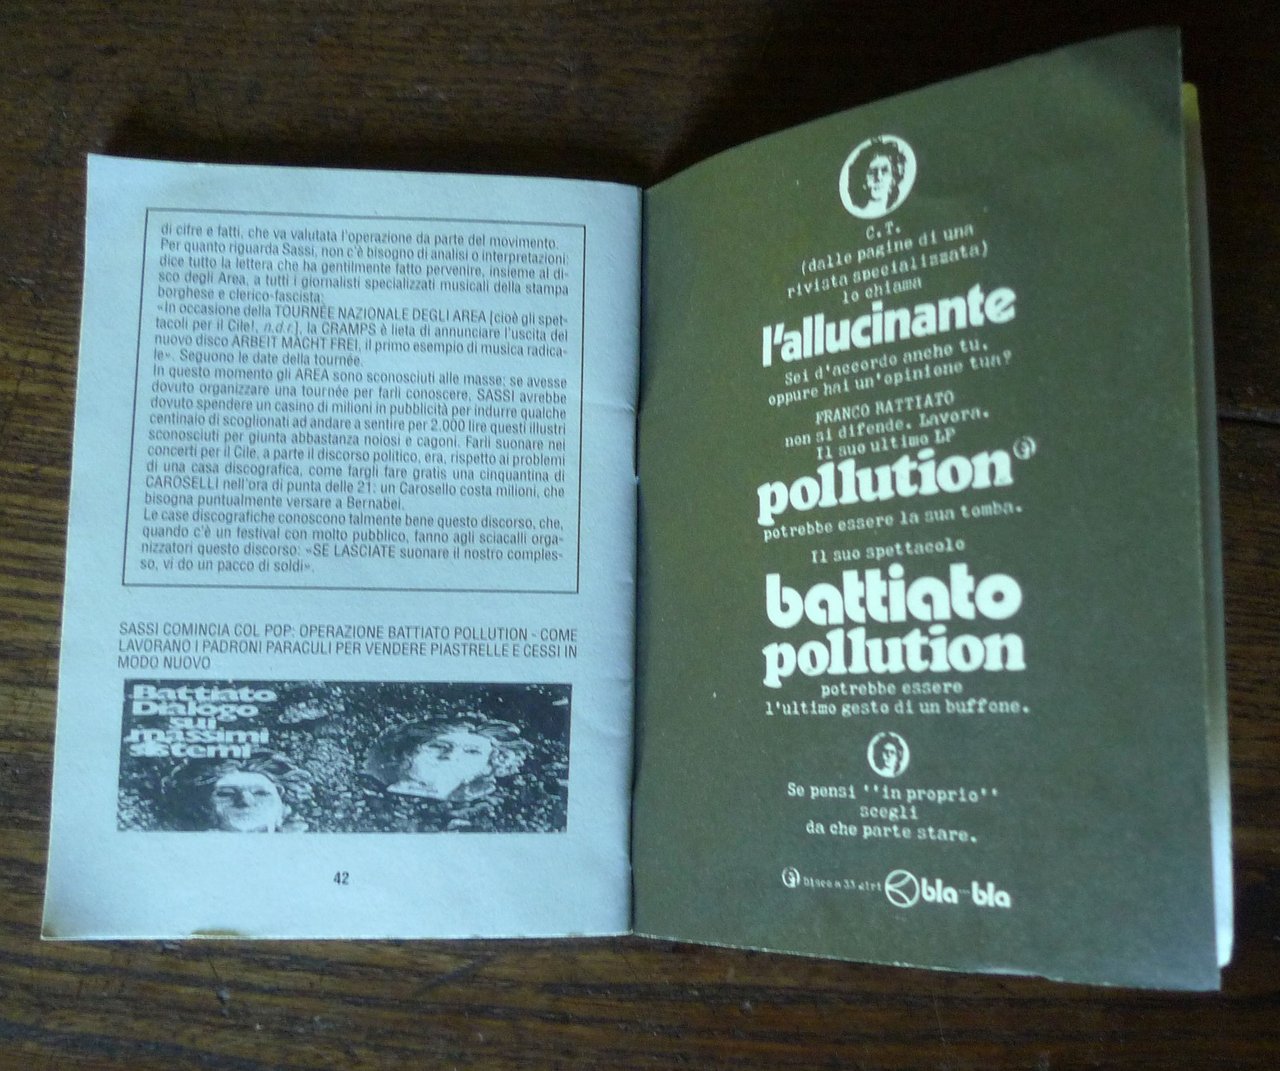 di cifre e fatti, che va valutata l'operazione da parte del movimento.
Per quanto riguarda Sassi, non c'è bisogno di analisi o interpretazioni:
dice tutto la lettera che ha gentilmente fatto pervenire, insieme al di-
sco degli Area, a tutti i giornalisti specializzati musicali della stampa
borghese e clerico-fascista:
«In occasione della TOURNÉE NAZIONALE DEGLI AREA [cioè gli spet-
tacoli per il Cile!, n.d.r.], la CRAMPS è lieta di annunciare l'uscita del
nuovo disco ARBEIT MACHT FREI, il primo esempio di musica radica-
le». Seguono le date della tournée.
In questo momento gli AREA sono sconosciuti alle masse; se avesse
dovuto organizzare una tournée per farli conoscere, SASSI avrebbe
dovuto spendere un casino di milioni in pubblicità per indurre qualche
centinaio di scoglionati ad andare a sentire per 2.000 lire questi illustri
sconosciuti per giunta abbastanza noiosi e cagoni. Farli suonare nei
concerti per il Cile, a parte il discorso politico, era, rispetto ai problemi
di una casa discografica, come fargli fare gratis una cinquantina di
CAROSELLI nell'ora di punta delle 21: un Carosello costa milioni, che
bisogna puntualmente versare a Bernabei.
Le case discografiche conoscono talmente bene questo discorso, che,
quando c'è un festival con molto pubblico, fanno agli sciacalli orga-
nizzatori questo discorso: «SE LASCIATE suonare il nostro comples-
so, vi do un pacco di soldi».
SASSI COMINCIA COL POP: OPERAZIONE BATTIATO POLLUTION - COME
LAVORANO I PADRONI PARACULI PER VENDERE PIASTRELLE E CESSI IN
MODO NUOVO
Battiato
Dialogo
sui
massimi
sistemi
42
C.T.
(dalle pagine di una
rivista specializzata)
lo chiama
l'allucinante
Sei d'accordo anche tu,
oppure hai un'opinione tua?
FRANCO BATTIATO
non si difende. Lavora.
Il suo ultimo LP
pollution
potrebbe essere la sua tomba.
Il suo spettacolo
battiato
pollution
potrebbe essere
l'ultimo gesto di un buffone.
Se pensi ''in proprio''
scegli
da che parte stare.
Disco a 33 giri bla-bla